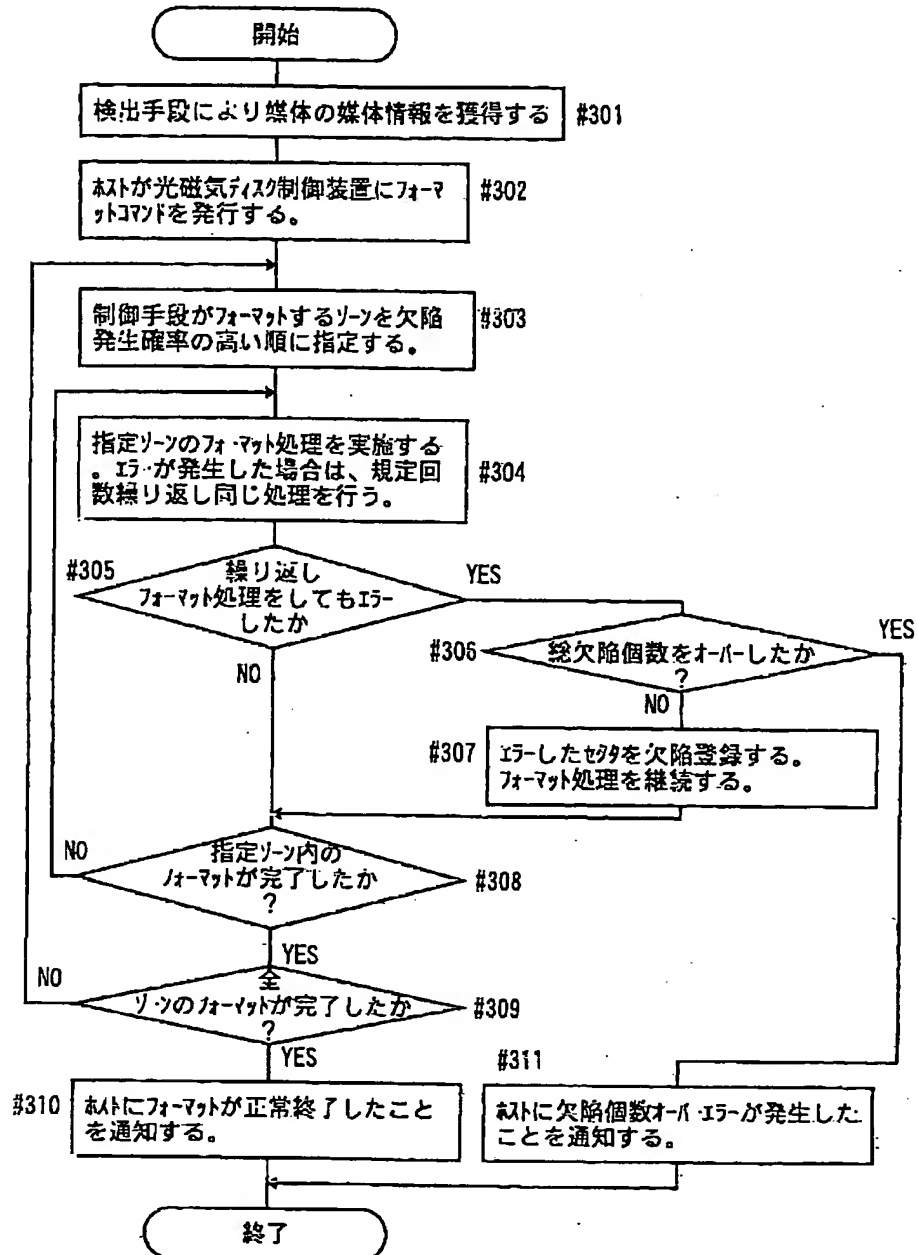 開始
検出手段により媒体の媒体情報を獲得する
#301
ホストが光磁気ディスク制御装置にフォーマ
ットコマンドを発行する。
#302
制御手段がフォーマットするゾーンを欠陥
発生確率の高い順に指定する。
#303
指定ゾーンのフォーマット処理を実施する
。エラーが発生した場合は、規定回
数繰り返し同じ処理を行う。
#304
#305
繰り返し
フォーマット処理をしてもエラー
したか
YES
NO
#306
総欠陥個数をオーバーしたか
?
YES
NO
#307
エラーしたセクタを欠陥登録する。
フォーマット処理を継続する。
NO
指定ゾーン内の
フォーマットが完了したか
?
#308
YES
NO
全
ゾーンのフォーマットが完了したか
?
#309
YES
#310
ホストにフォーマットが正常終了したこと
を通知する。
#311
ホストに欠陥個数オーバーエラーが発生した
ことを通知する。
終了